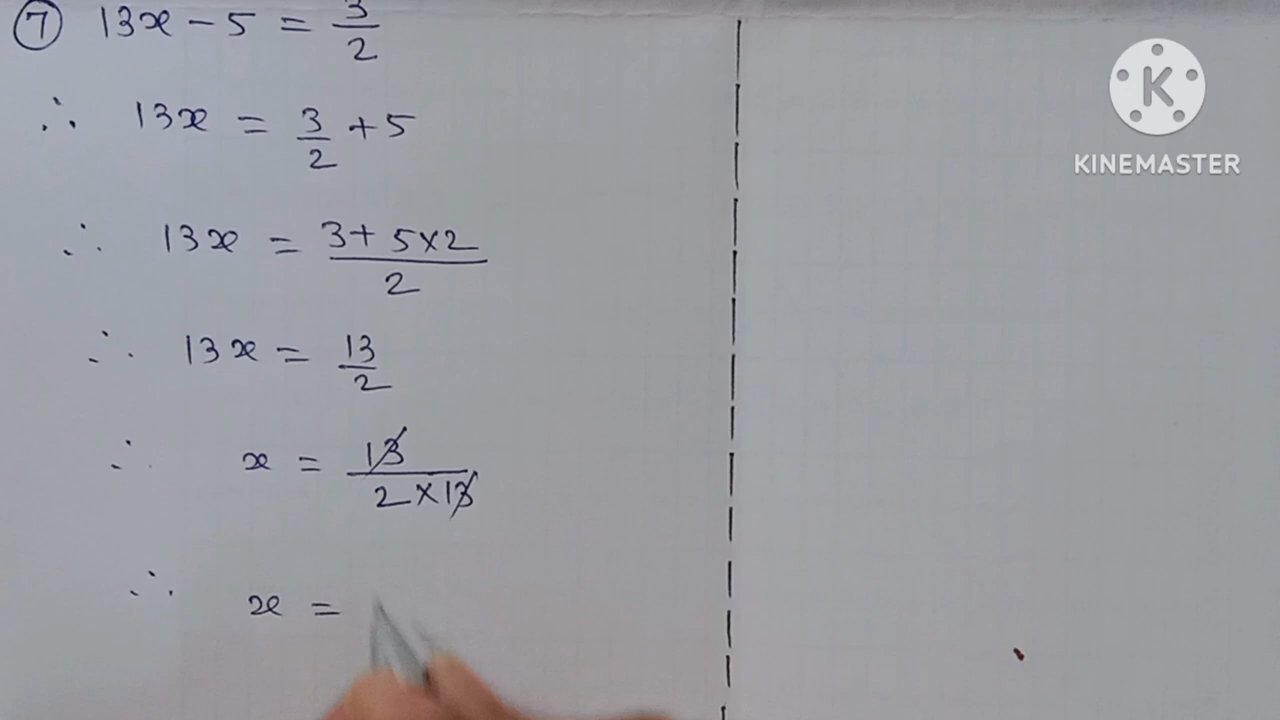 ⑦ 13x - 5 = 3/2
∴ 13x = 3/2 + 5
∴ 13x = (3 + 5×2)/2
∴ 13x = 13/2
∴ x = 13/(2×13)
∴ x =
K
KINEMASTER